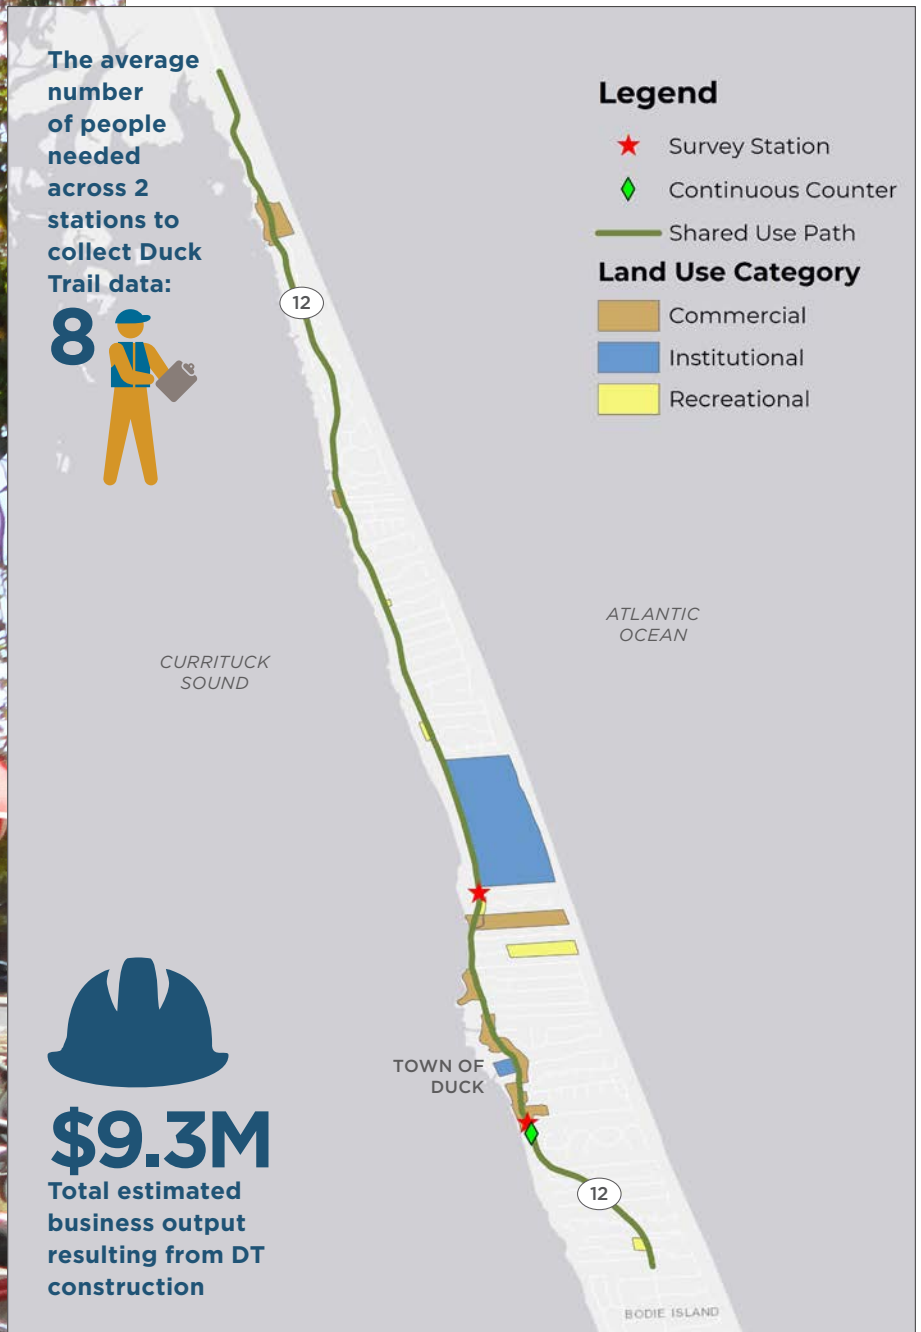 The average
number
of people
needed
across 2
stations to
collect Duck
Trail data:
8
Legend
Survey Station
Continuous Counter
Shared Use Path
Land Use Category
Commercial
Institutional
Recreational
12
ATLANTIC
OCEAN
CURRITUCK
SOUND
TOWN OF
DUCK
$9.3M
Total estimated
business output
resulting from DT
construction
12
BODIE ISLAND